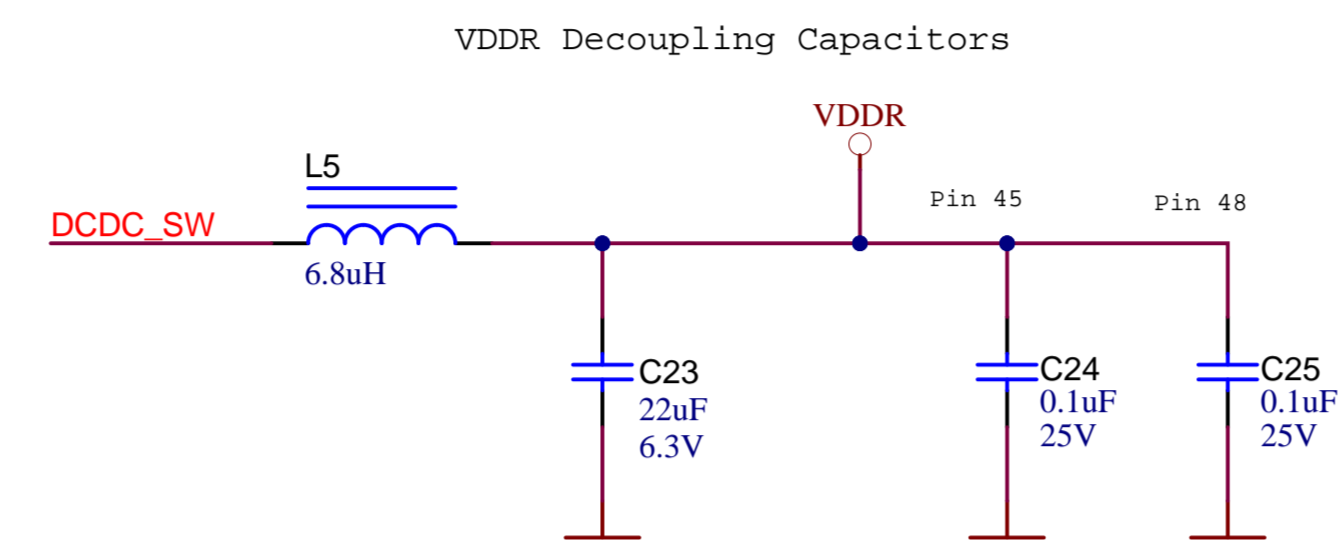 VDDR Decoupling Capacitors
VDDR
L5
Pin 45
Pin 48
DCDC_SW
6.8uH
C23
22uF
6.3V
C24
0.1uF
25V
C25
0.1uF
25V